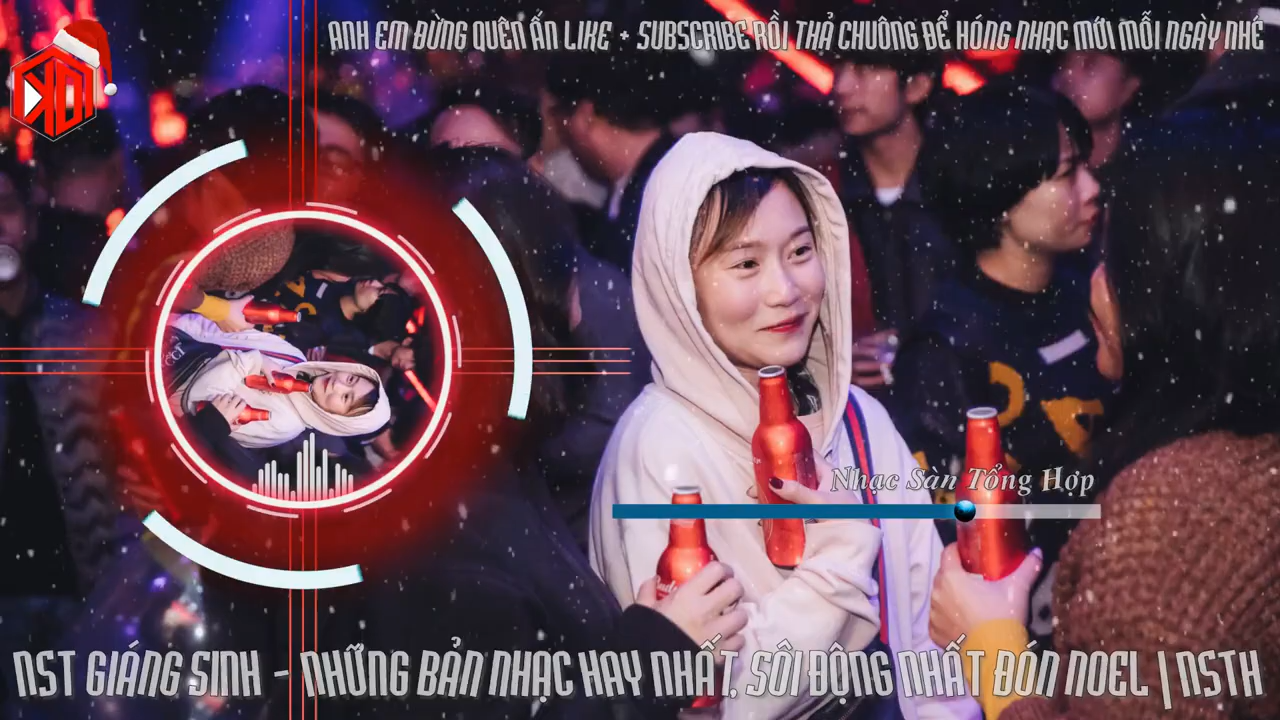 ANH EM ĐỪNG QUÊN ẤN LIKE + SUBSCRIBE RỒI THẢ CHUÔNG ĐỂ HÓNG NHẠC MỚI MỖI NGÀY NHÉ
Nhạc Sàn Tổng Hợp
NST GIÁNG SINH - NHỮNG BẢN NHẠC HAY NHẤT, SÔI ĐỘNG NHẤT ĐÓN NOEL | NSTH